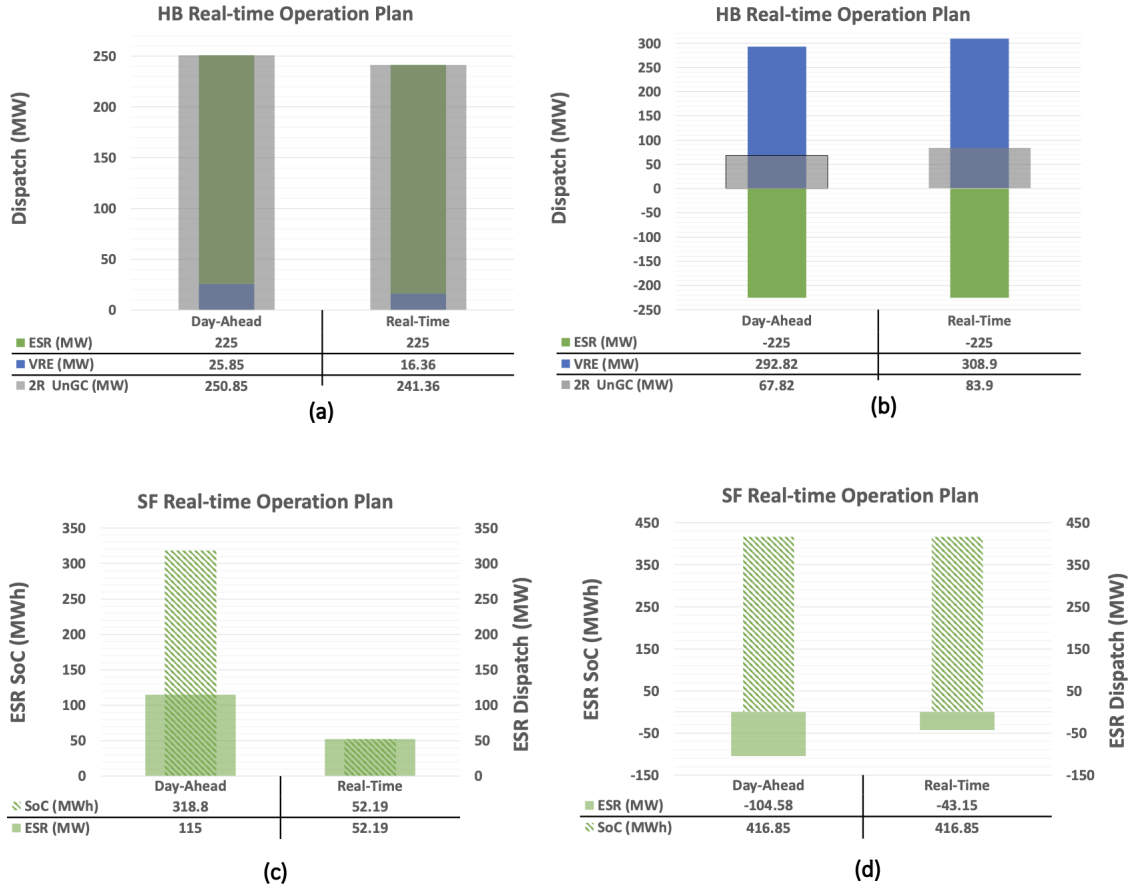 HB Real-time Operation Plan
Dispatch (MW)
250
200
150
100
50
0
Day-Ahead Real-Time
ESR (MW) 225 225
VRE (MW) 25.85 16.36
2R UnGC (MW) 250.85 241.36
(a)
HB Real-time Operation Plan
Dispatch (MW)
300
250
200
150
100
50
0
-50
-100
-150
-200
-250
Day-Ahead Real-Time
ESR (MW) -225 -225
VRE (MW) 292.82 308.9
2R UnGC (MW) 67.82 83.9
(b)
SF Real-time Operation Plan
ESR SoC (MWh)
350
300
250
200
150
100
50
0
ESR Dispatch (MW)
350
300
250
200
150
100
50
0
Day-Ahead Real-Time
SoC (MWh) 318.8 52.19
ESR (MW) 115 52.19
(c)
SF Real-time Operation Plan
ESR SoC (MWh)
450
350
250
150
50
-50
-150
ESR Dispatch (MW)
450
350
250
150
50
-50
-150
Day-Ahead Real-Time
ESR (MW) -104.58 -43.15
SoC (MWh) 416.85 416.85
(d)